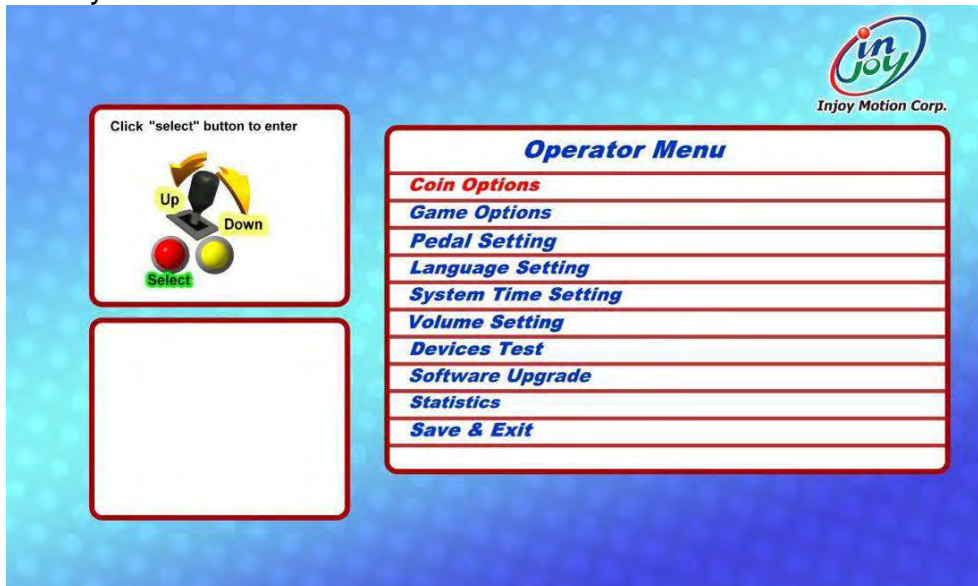 in
joy
Injoy Motion Corp.
Click "select" button to enter
Up
Down
Select
Operator Menu
Coin Options
Game Options
Pedal Setting
Language Setting
System Time Setting
Volume Setting
Devices Test
Software Upgrade
Statistics
Save & Exit